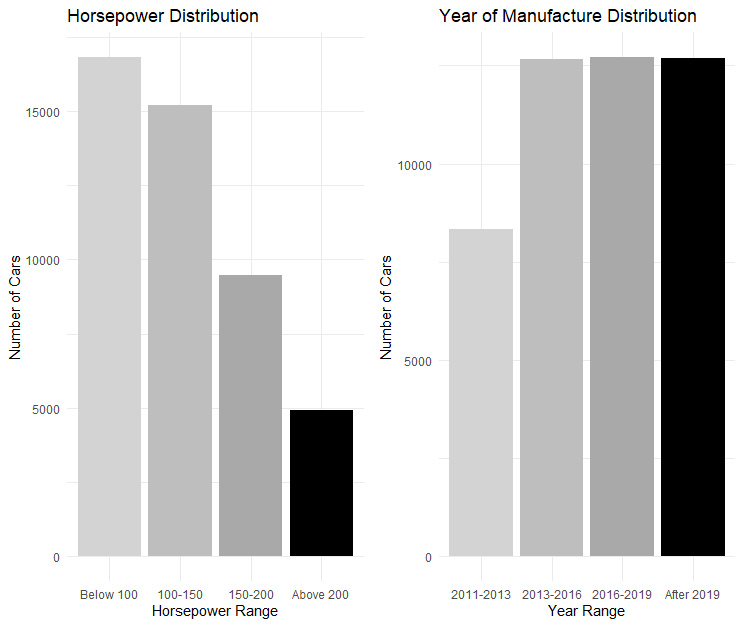 Horsepower Distribution
Number of Cars
15000
10000
5000
0
Below 100 100-150 150-200 Above 200
Horsepower Range
Year of Manufacture Distribution
Number of Cars
10000
5000
0
2011-2013 2013-2016 2016-2019 After 2019
Year Range